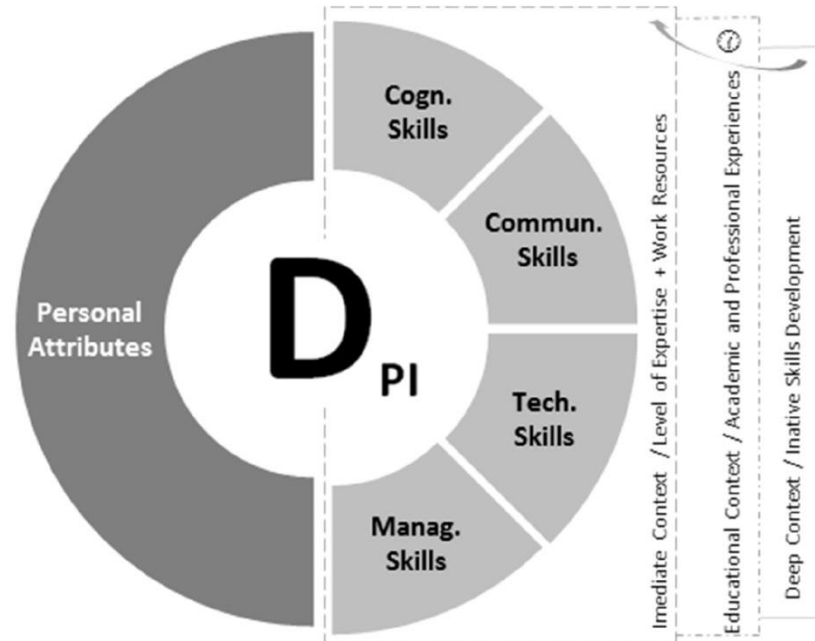 Cogn.
Skills
Commun.
Skills
Personal
Attributes
D
PI
Tech.
Skills
Manag.
Skills
Imediate Context / Level of Expertise + Work Resources
Educational Context / Academic and Professional Experiences
Deep Context / Inative Skills Development